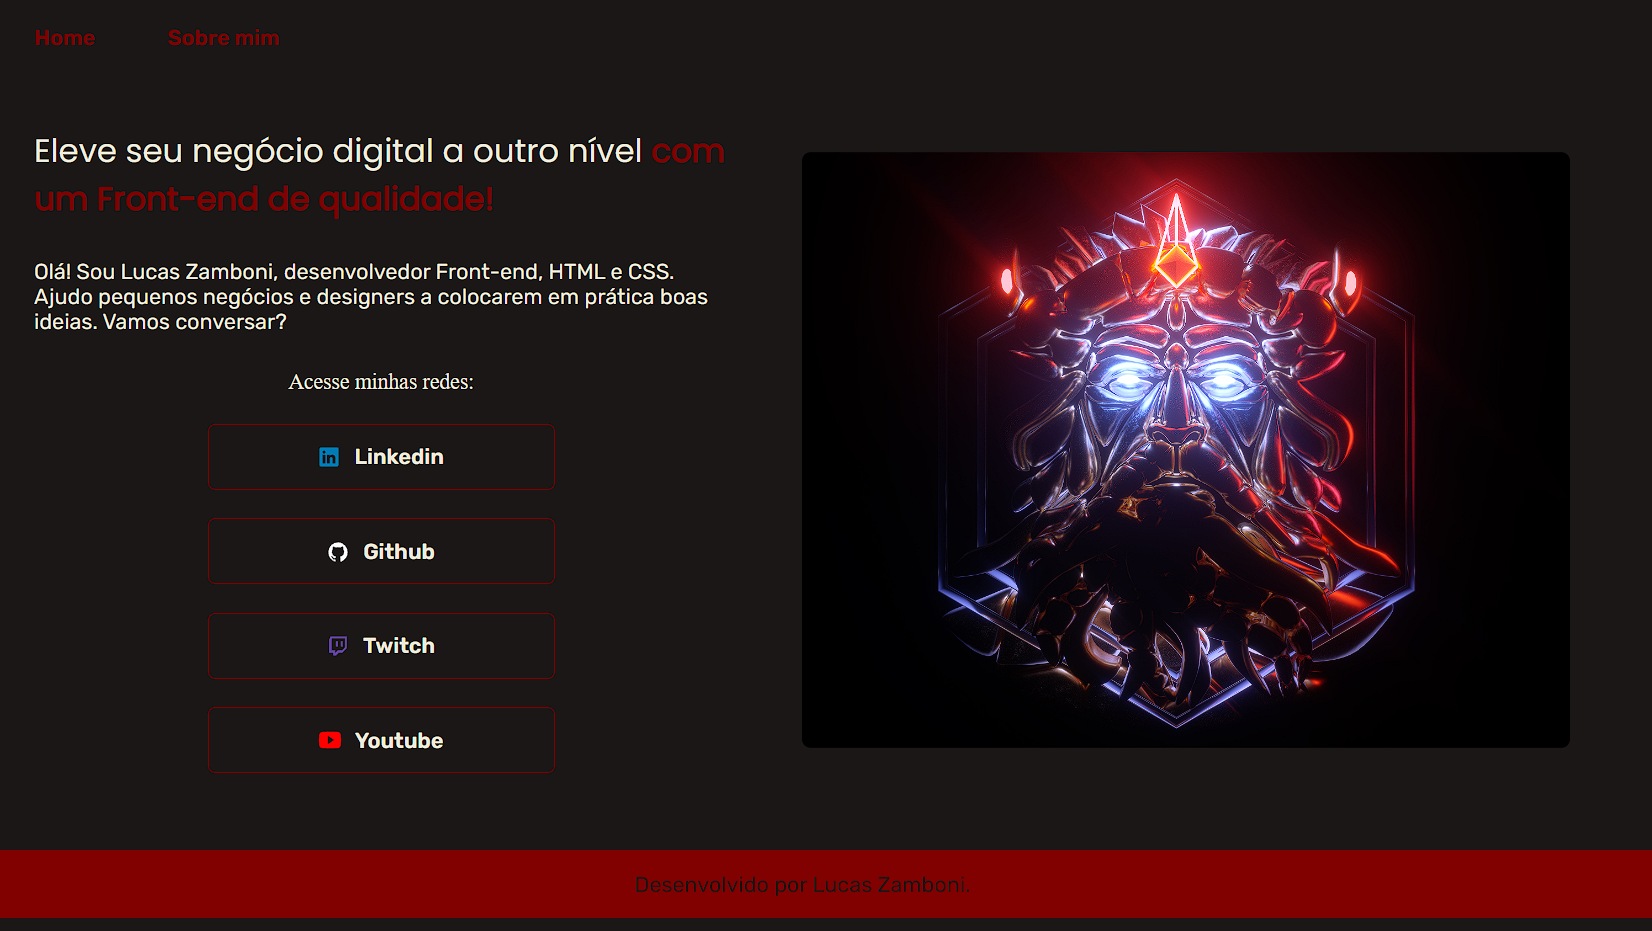 Home Sobre mim
Eleve seu negócio digital a outro nível com
um Front-end de qualidade!
Olá! Sou Lucas Zamboni, desenvolvedor Front-end, HTML e CSS.
Ajudo pequenos negócios e designers a colocarem em prática boas
ideias. Vamos conversar?
Acesse minhas redes:
Linkedin
Github
Twitch
Youtube
Desenvolvido por Lucas Zamboni.